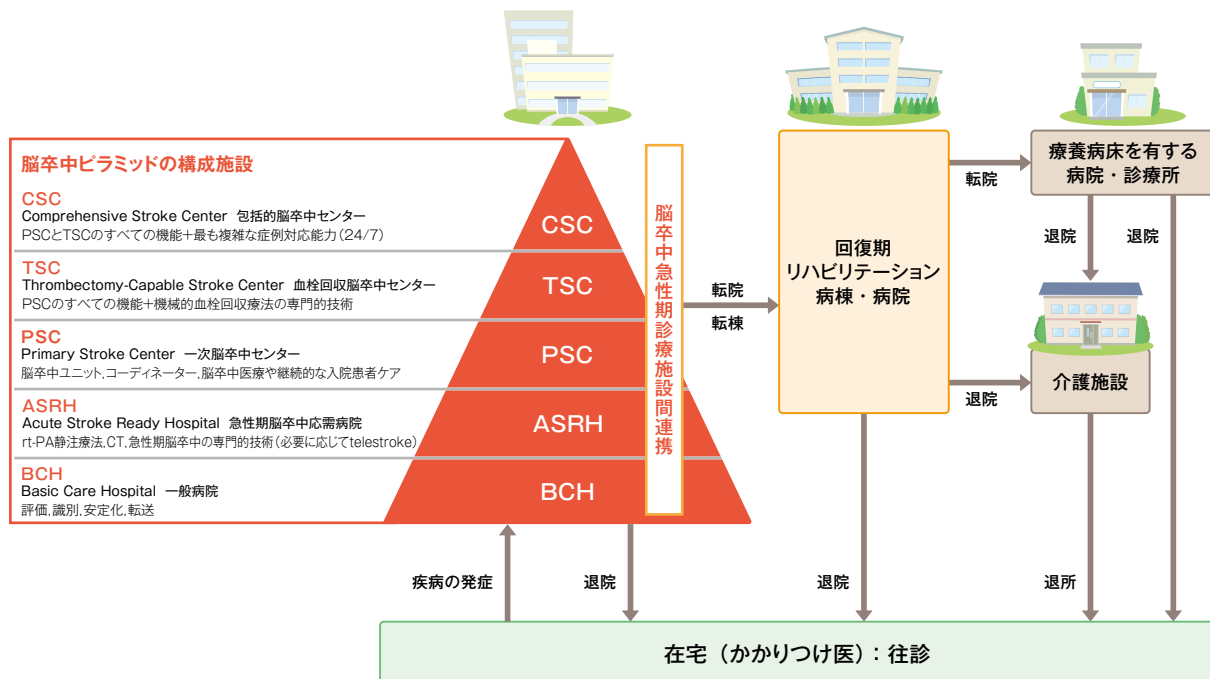 脳卒中ピラミッドの構成施設
CSC
Comprehensive Stroke Center 包括的脳卒中センター
PSCとTSCのすべての機能＋最も複雑な症例対応能力（24/7）
TSC
Thrombectomy-Capable Stroke Center 血栓回収脳卒中センター
PSCのすべての機能＋機械的血栓回収療法の専門的技術
PSC
Primary Stroke Center 一次脳卒中センター
脳卒中ユニット,コーディネーター,脳卒中医療や継続的な入院患者ケア
ASRH
Acute Stroke Ready Hospital 急性期脳卒中応需病院
rt-PA静注療法,CT,急性期脳卒中の専門的技術（必要に応じてtelestroke）
BCH
Basic Care Hospital 一般病院
評価,識別,安定化,転送
CSC
TSC
PSC
ASRH
BCH
脳卒中急性期診療施設間連携
転院
転棟
回復期
リハビリテーション
病棟・病院
転院
療養病床を有する
病院・診療所
退院
退院
退院
介護施設
疾病の発症
退院
退院
退所
在宅（かかりつけ医）：往診